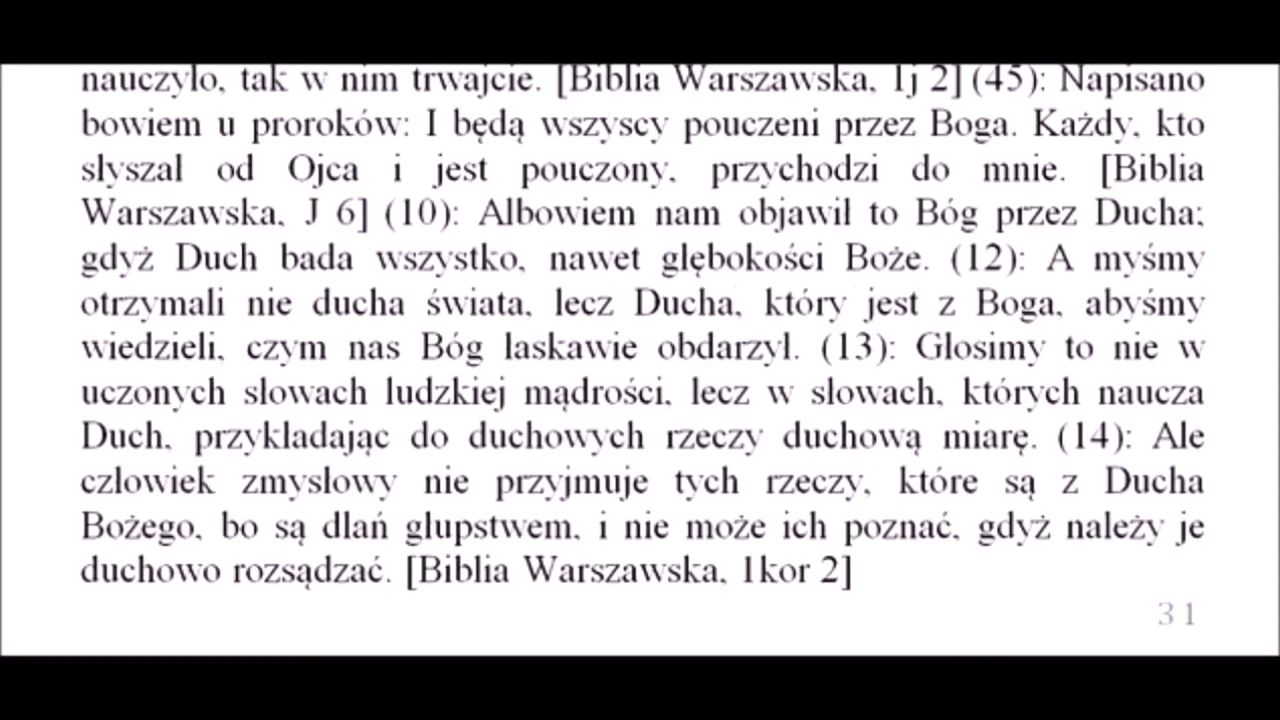 nauczyło, tak w nim trwajcie. [Biblia Warszawska, 1j 2] (45): Napisano
bowiem u proroków: I będą wszyscy pouczeni przez Boga. Każdy, kto
słyszał od Ojca i jest pouczony, przychodzi do mnie. [Biblia
Warszawska, J 6] (10): Albowiem nam objawił to Bóg przez Ducha;
gdyż Duch bada wszystko, nawet głębokości Boże. (12): A myśmy
otrzymali nie ducha świata, lecz Ducha, który jest z Boga, abyśmy
wiedzieli, czym nas Bóg łaskawie obdarzył. (13): Głosimy to nie w
uczonych słowach ludzkiej mądrości, lecz w słowach, których naucza
Duch, przykładając do duchowych rzeczy duchową miarę. (14): Ale
człowiek zmysłowy nie przyjmuje tych rzeczy, które są z Ducha
Bożego, bo są dlań głupstwem, i nie może ich poznać, gdyż należy je
duchowo rozsądzać. [Biblia Warszawska, 1kor 2]
31